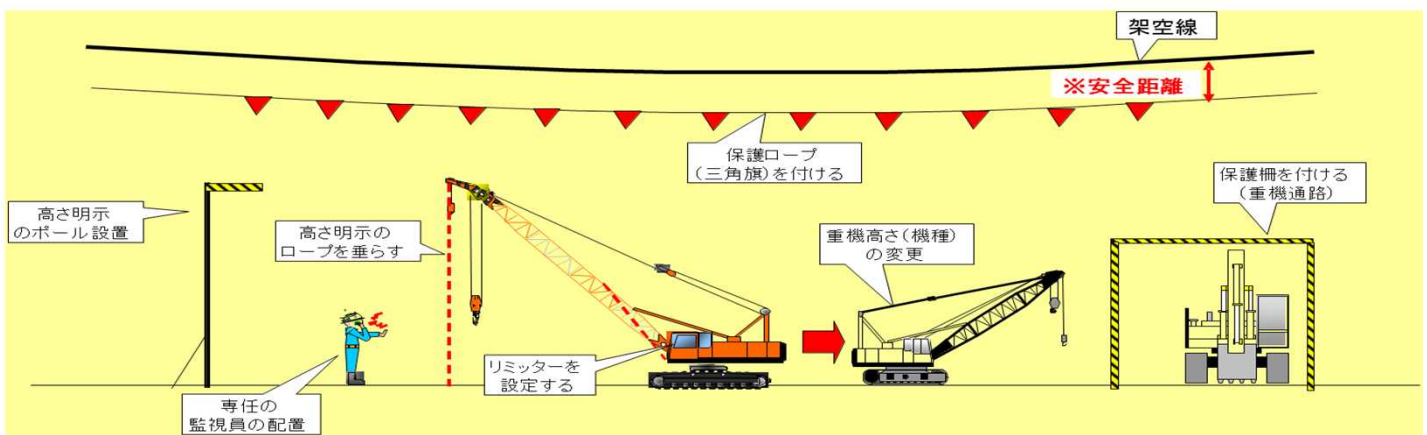 架空線
※安全距離
保護ロープ
(三角旗)を付ける
保護柵を付ける
(重機通路)
高さ明示
のポール設置
高さ明示の
ロープを垂らす
重機高さ(機種)
の変更
リミッターを
設定する
専任の
監視員の配置